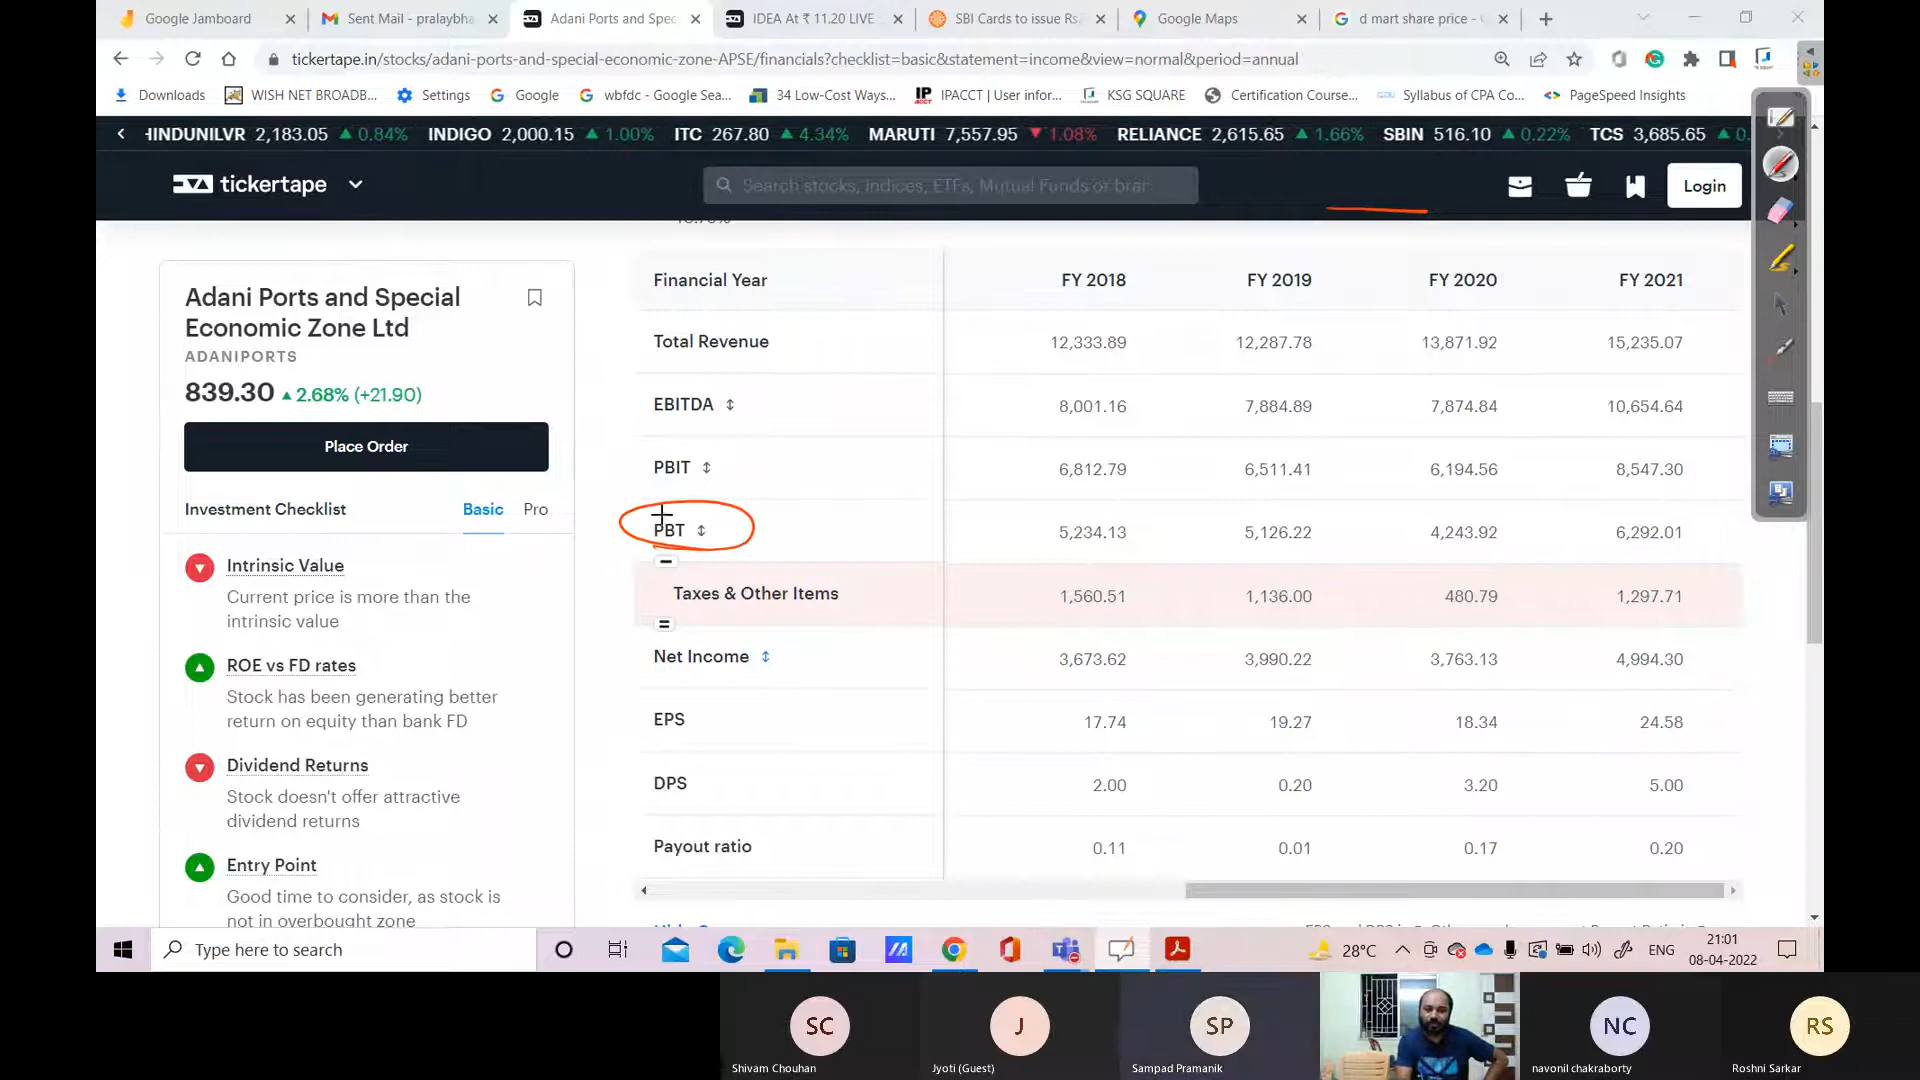 Google Jamboard
Sent Mail - pralaybha
Adani Ports and Spec
IDEA At ₹ 11.20 LIVE
SBI Cards to issue Rs
Google Maps
d mart share price -
tickertape.in/stocks/adani-ports-and-special-economic-zone-APSE/financials?checklist=basic&statement=income&view=normal&period=annual
Downloads
WISH NET BROADB...
Settings
Google
wbfdc - Google Sea...
34 Low-Cost Ways...
IPACCT | User infor...
KSG SQUARE
Certification Course...
Syllabus of CPA Co...
PageSpeed Insights
HINDUNILVR 2,183.05 ▲ 0.84% INDIGO 2,000.15 ▲ 1.00% ITC 267.80 ▲ 4.34% MARUTI 7,557.95 ▼ 1.08% RELIANCE 2,615.65 ▲ 1.66% SBIN 516.10 ▲ 0.22% TCS 3,685.65 ▲ 0.
tickertape
Search stocks, indices, ETFs, Mutual Funds or bran
Login
Adani Ports and Special
Economic Zone Ltd
ADANIPORTS
839.30 ▲ 2.68% (+21.90)
Place Order
Investment Checklist Basic Pro
Intrinsic Value
Current price is more than the
intrinsic value
ROE vs FD rates
Stock has been generating better
return on equity than bank FD
Dividend Returns
Stock doesn't offer attractive
dividend returns
Entry Point
Good time to consider, as stock is
not in overbought zone
Financial Year FY 2018 FY 2019 FY 2020 FY 2021
Total Revenue 12,333.89 12,287.78 13,871.92 15,235.07
EBITDA 8,001.16 7,884.89 7,874.84 10,654.64
PBIT 6,812.79 6,511.41 6,194.56 8,547.30
PBT 5,234.13 5,126.22 4,243.92 6,292.01
Taxes & Other Items 1,560.51 1,136.00 480.79 1,297.71
Net Income 3,673.62 3,990.22 3,763.13 4,994.30
EPS 17.74 19.27 18.34 24.58
DPS 2.00 0.20 3.20 5.00
Payout ratio 0.11 0.01 0.17 0.20
Type here to search
28°C
ENG
21:01
08-04-2022
SC
Shivam Chouhan
J
Jyoti (Guest)
SP
Sampad Pramanik
NC
navonil chakraborty
RS
Roshni Sarkar